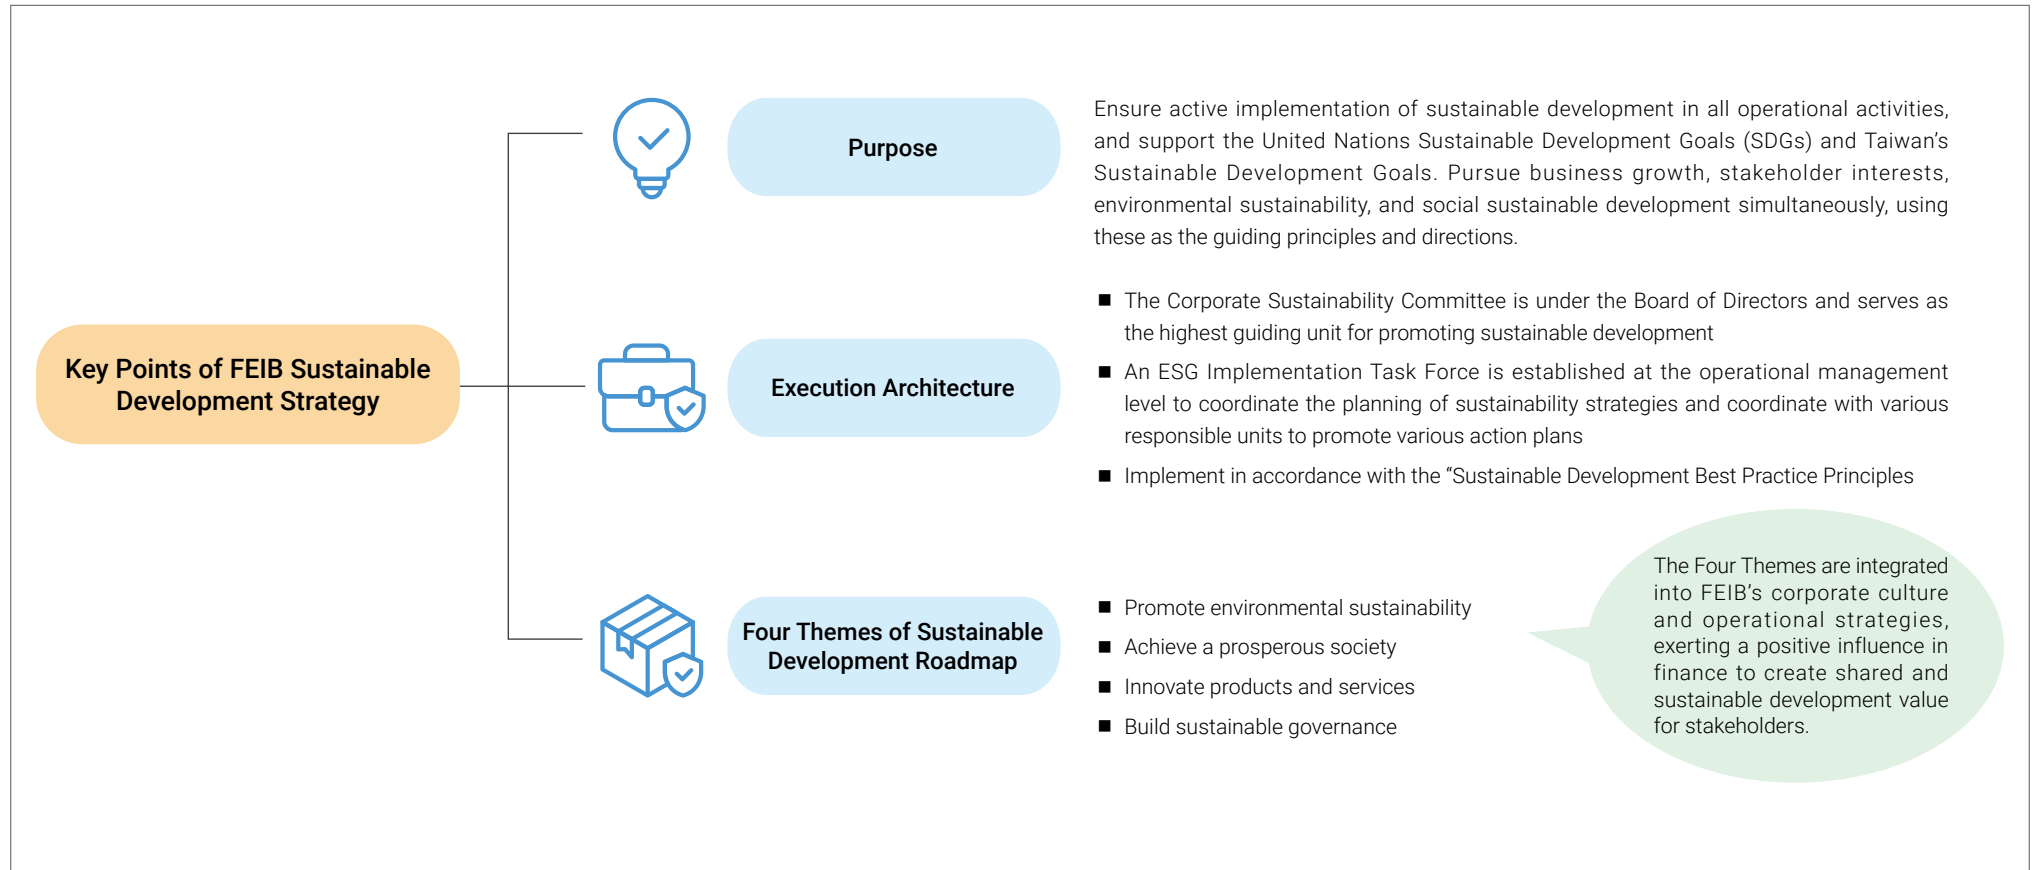 Key Points of FEIB Sustainable
Development Strategy
Purpose
Ensure active implementation of sustainable development in all operational activities,
and support the United Nations Sustainable Development Goals (SDGs) and Taiwan’s
Sustainable Development Goals. Pursue business growth, stakeholder interests,
environmental sustainability, and social sustainable development simultaneously, using
these as the guiding principles and directions.
Execution Architecture
■ The Corporate Sustainability Committee is under the Board of Directors and serves as
the highest guiding unit for promoting sustainable development
■ An ESG Implementation Task Force is established at the operational management
level to coordinate the planning of sustainability strategies and coordinate with various
responsible units to promote various action plans
■ Implement in accordance with the “Sustainable Development Best Practice Principles
Four Themes of Sustainable
Development Roadmap
■ Promote environmental sustainability
■ Achieve a prosperous society
■ Innovate products and services
■ Build sustainable governance
The Four Themes are integrated
into FEIB’s corporate culture
and operational strategies,
exerting a positive influence in
finance to create shared and
sustainable development value
for stakeholders.